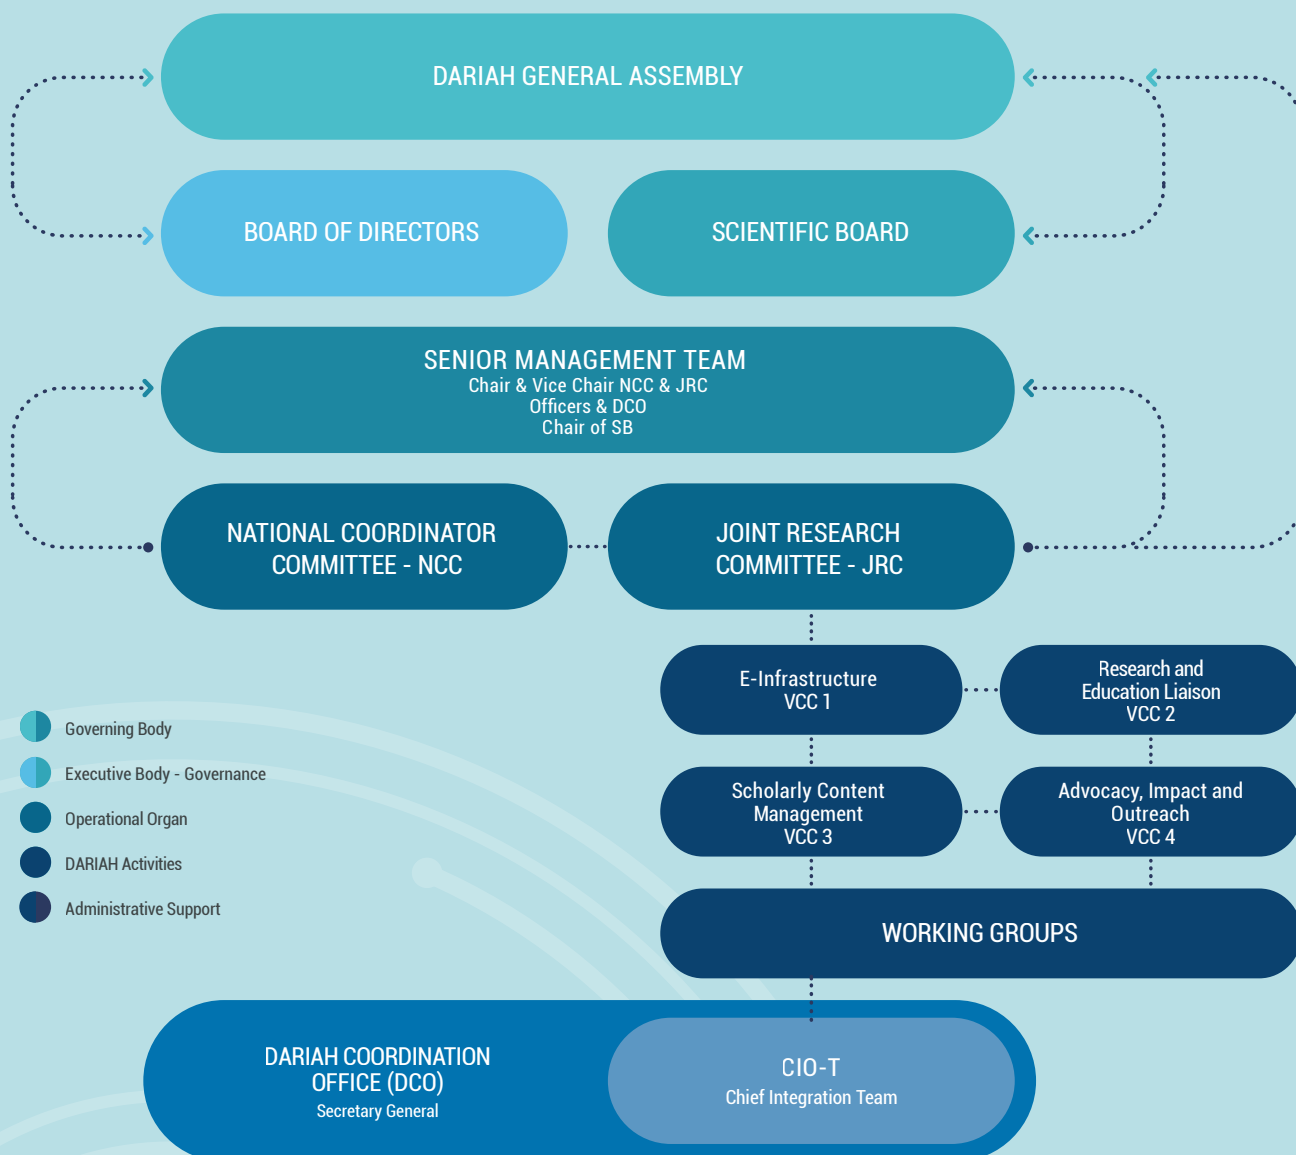 DARIAH GENERAL ASSEMBLY
BOARD OF DIRECTORS
SCIENTIFIC BOARD
SENIOR MANAGEMENT TEAM
Chair & Vice Chair NCC & JRC
Officers & DCO
Chair of SB
NATIONAL COORDINATOR
COMMITTEE - NCC
JOINT RESEARCH
COMMITTEE - JRC
E-Infrastructure
VCC 1
Research and
Education Liaison
VCC 2
Scholarly Content
Management
VCC 3
Advocacy, Impact and
Outreach
VCC 4
WORKING GROUPS
Governing Body
Executive Body - Governance
Operational Organ
DARIAH Activities
Administrative Support
DARIAH COORDINATION
OFFICE (DCO)
Secretary General
CIO-T
Chief Integration Team